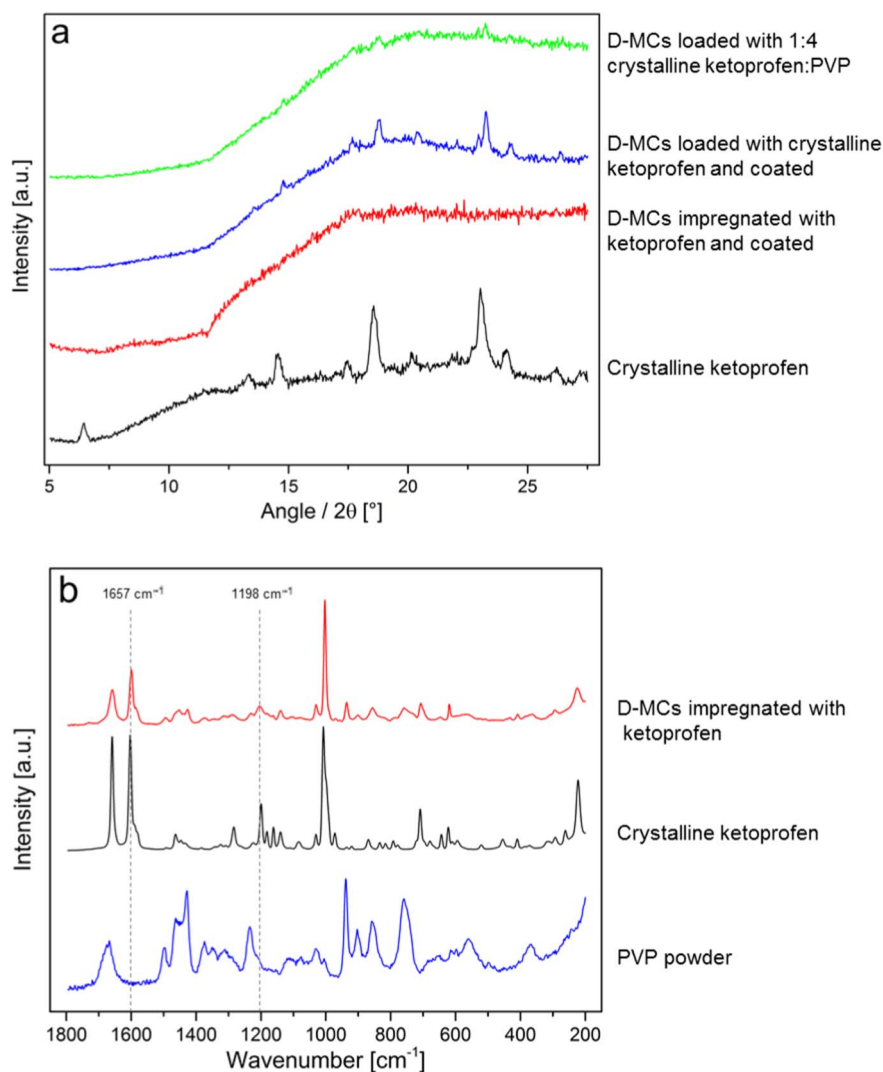 a
D-MCs loaded with 1:4
crystalline ketoprofen:PVP
D-MCs loaded with crystalline
ketoprofen and coated
D-MCs impregnated with
ketoprofen and coated
Crystalline ketoprofen
Intensity [a.u.]
5 10 15 20 25
Angle / 2θ [°]
b
1657 cm⁻¹ 1198 cm⁻¹
D-MCs impregnated with
ketoprofen
Crystalline ketoprofen
PVP powder
Intensity [a.u.]
1800 1600 1400 1200 1000 800 600 400 200
Wavenumber [cm⁻¹]